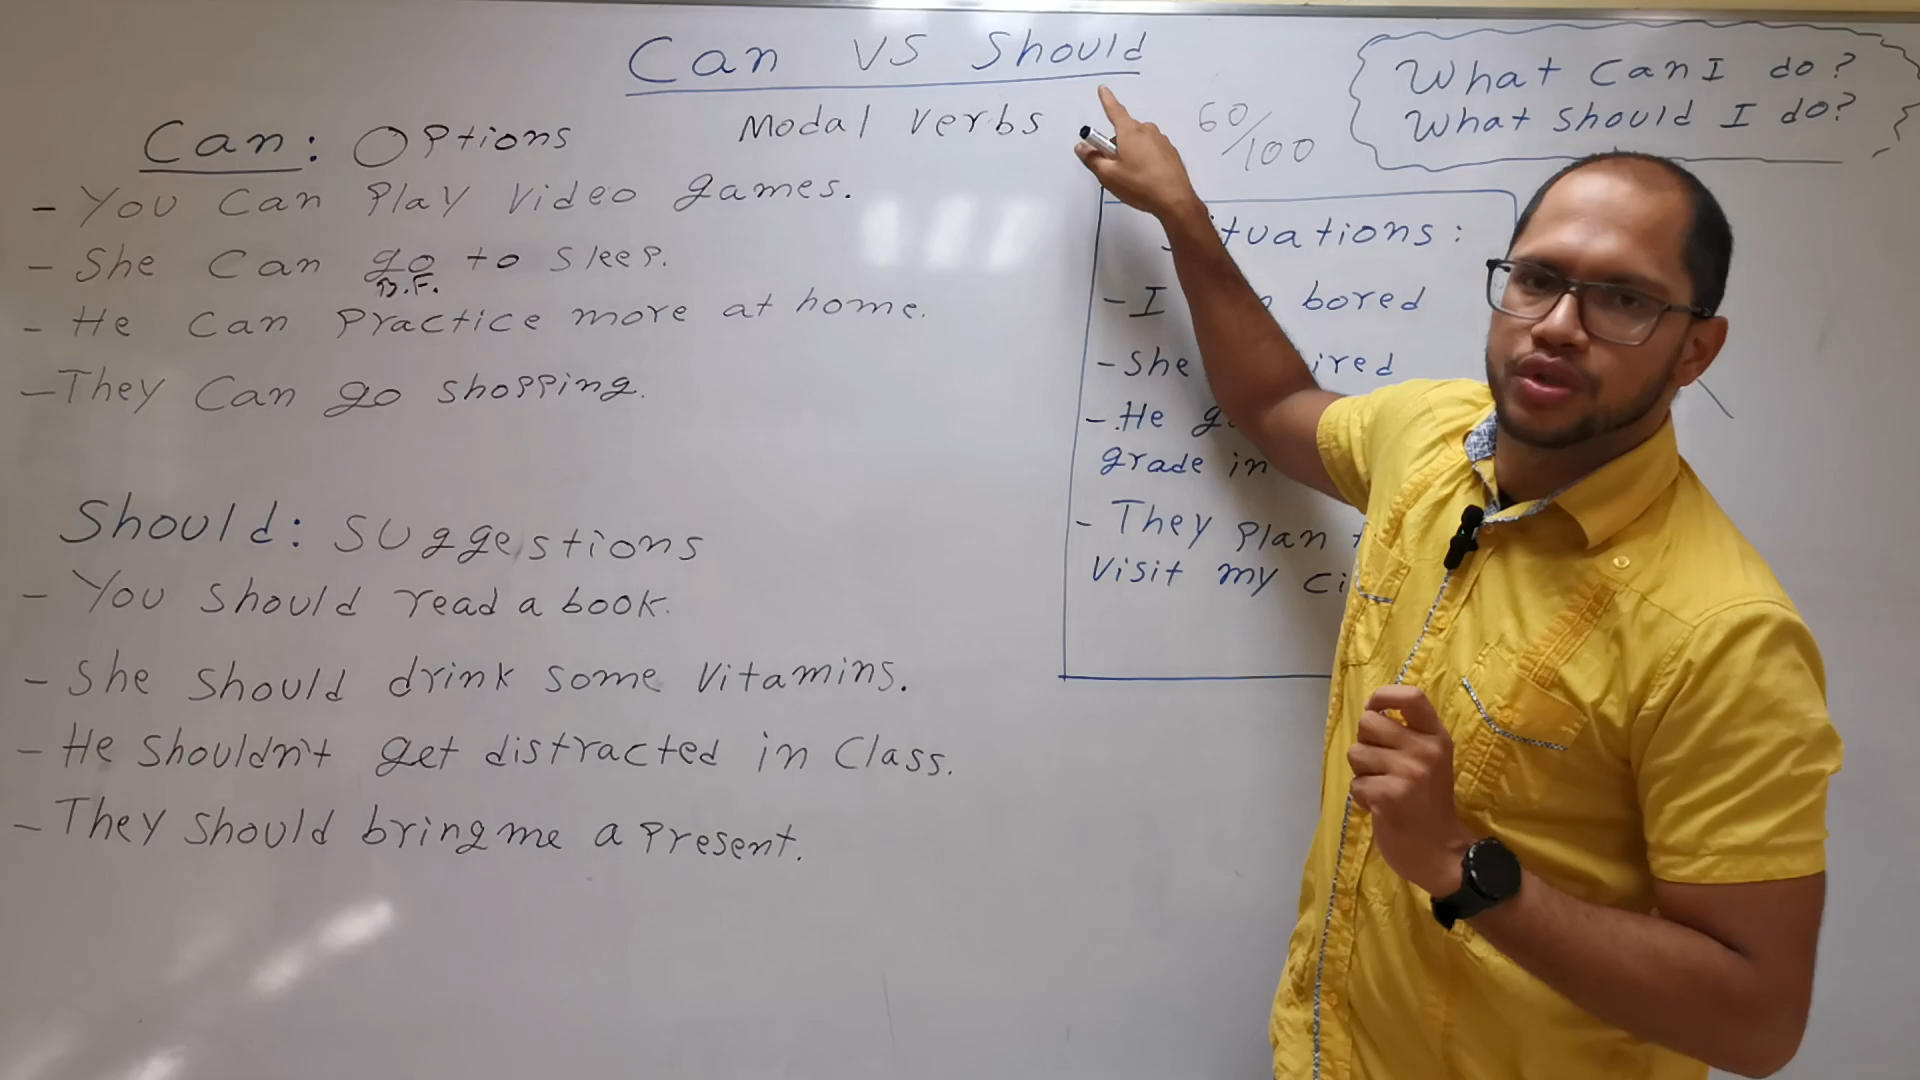 Can vs Should
Modal verbs
Can: Options
- You can play video games.
- She can go to sleep.
B.F.
- He can practice more at home.
- They can go shopping.
Should: Suggestions
- You should read a book.
- She should drink some vitamins.
- He shouldn't get distracted in class.
- They should bring me a present.
60/100
What can I do?
What should I do?
- I bored
- She
- He
grade in
- They plan
visit my